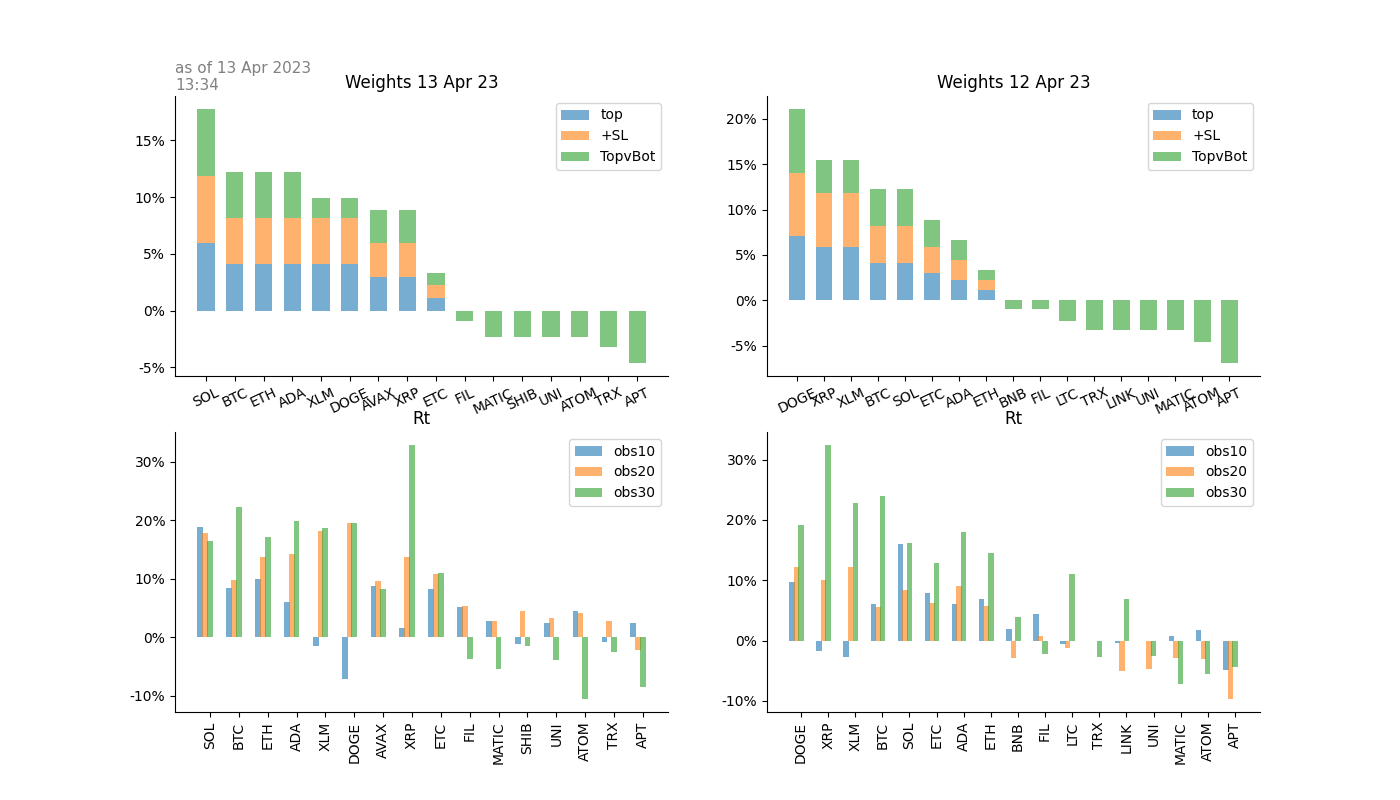 as of 13 Apr 2023
13:34
Weights 13 Apr 23
15%
10%
5%
0%
-5%
top
+SL
TopvBot
SOL BTC ETH ADA XLM DOGE AVAX XRP ETC FIL MATIC SHIB UNI ATOM TRX APT
Weights 12 Apr 23
20%
15%
10%
5%
0%
-5%
top
+SL
TopvBot
DOGE XRP XLM BTC SOL ETC ADA ETH BNB FIL LTC TRX LINK UNI MATIC ATOM APT
Rt
30%
20%
10%
0%
-10%
obs10
obs20
obs30
SOL BTC ETH ADA XLM DOGE AVAX XRP ETC FIL MATIC SHIB UNI ATOM TRX APT
Rt
30%
20%
10%
0%
-10%
obs10
obs20
obs30
DOGE XRP XLM BTC SOL ETC ADA ETH BNB FIL LTC TRX LINK UNI MATIC ATOM APT